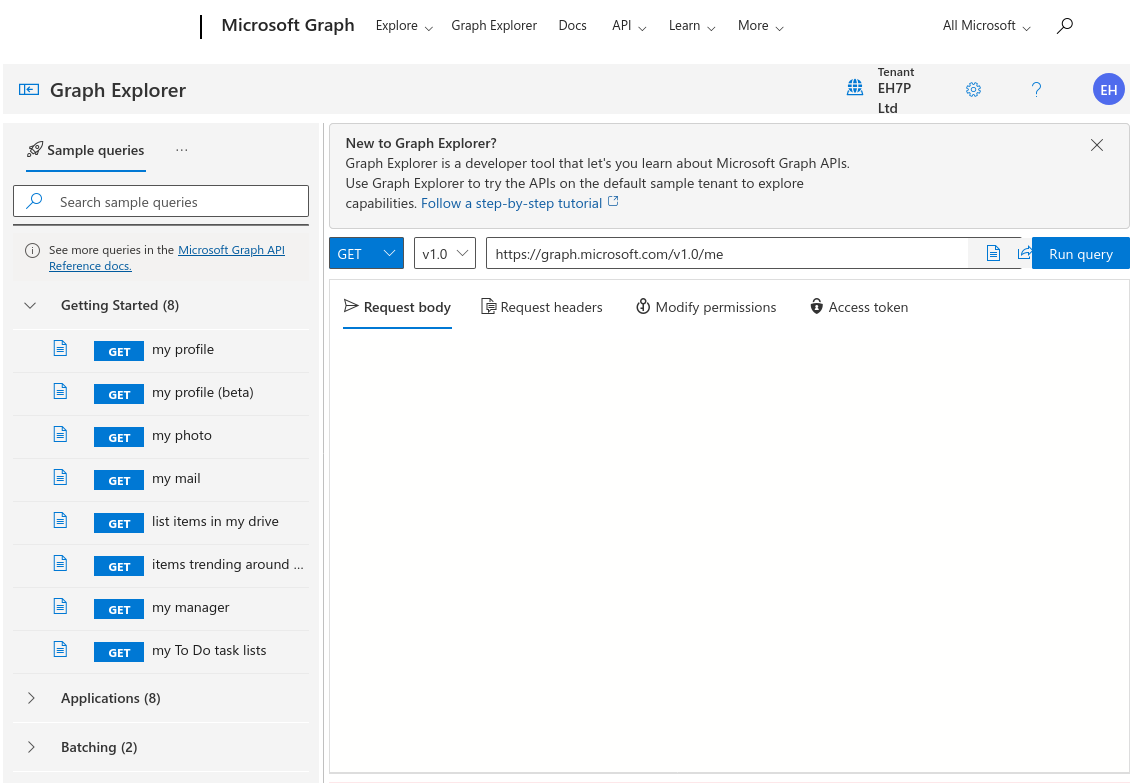 Microsoft Graph
Explore
Graph Explorer
Docs
API
Learn
More
All Microsoft
Graph Explorer
Tenant
EH7P
Ltd
EH
Sample queries
...
Search sample queries
See more queries in the Microsoft Graph API
Reference docs.
Getting Started (8)
GET my profile
GET my profile (beta)
GET my photo
GET my mail
GET list items in my drive
GET items trending around ...
GET my manager
GET my To Do task lists
Applications (8)
Batching (2)
New to Graph Explorer?
Graph Explorer is a developer tool that let's you learn about Microsoft Graph APIs.
Use Graph Explorer to try the APIs on the default sample tenant to explore
capabilities. Follow a step-by-step tutorial
GET
v1.0
https://graph.microsoft.com/v1.0/me
Run query
Request body
Request headers
Modify permissions
Access token